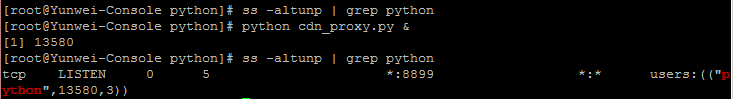 [root@Yunwei-Console python]# ss -altunp | grep python
[root@Yunwei-Console python]# python cdn_proxy.py &
[1] 13580
[root@Yunwei-Console python]# ss -altunp | grep python
tcp    LISTEN     0      5                      *:8899                  *:*      users:(("p
ython",13580,3))